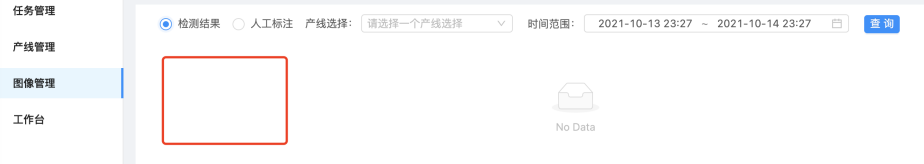 任务管理
产线管理
图像管理
工作台
检测结果 人工标注 产线选择: 请选择一个产线选择 时间范围: 2021-10-13 23:27 ~ 2021-10-14 23:27 查 询
No Data